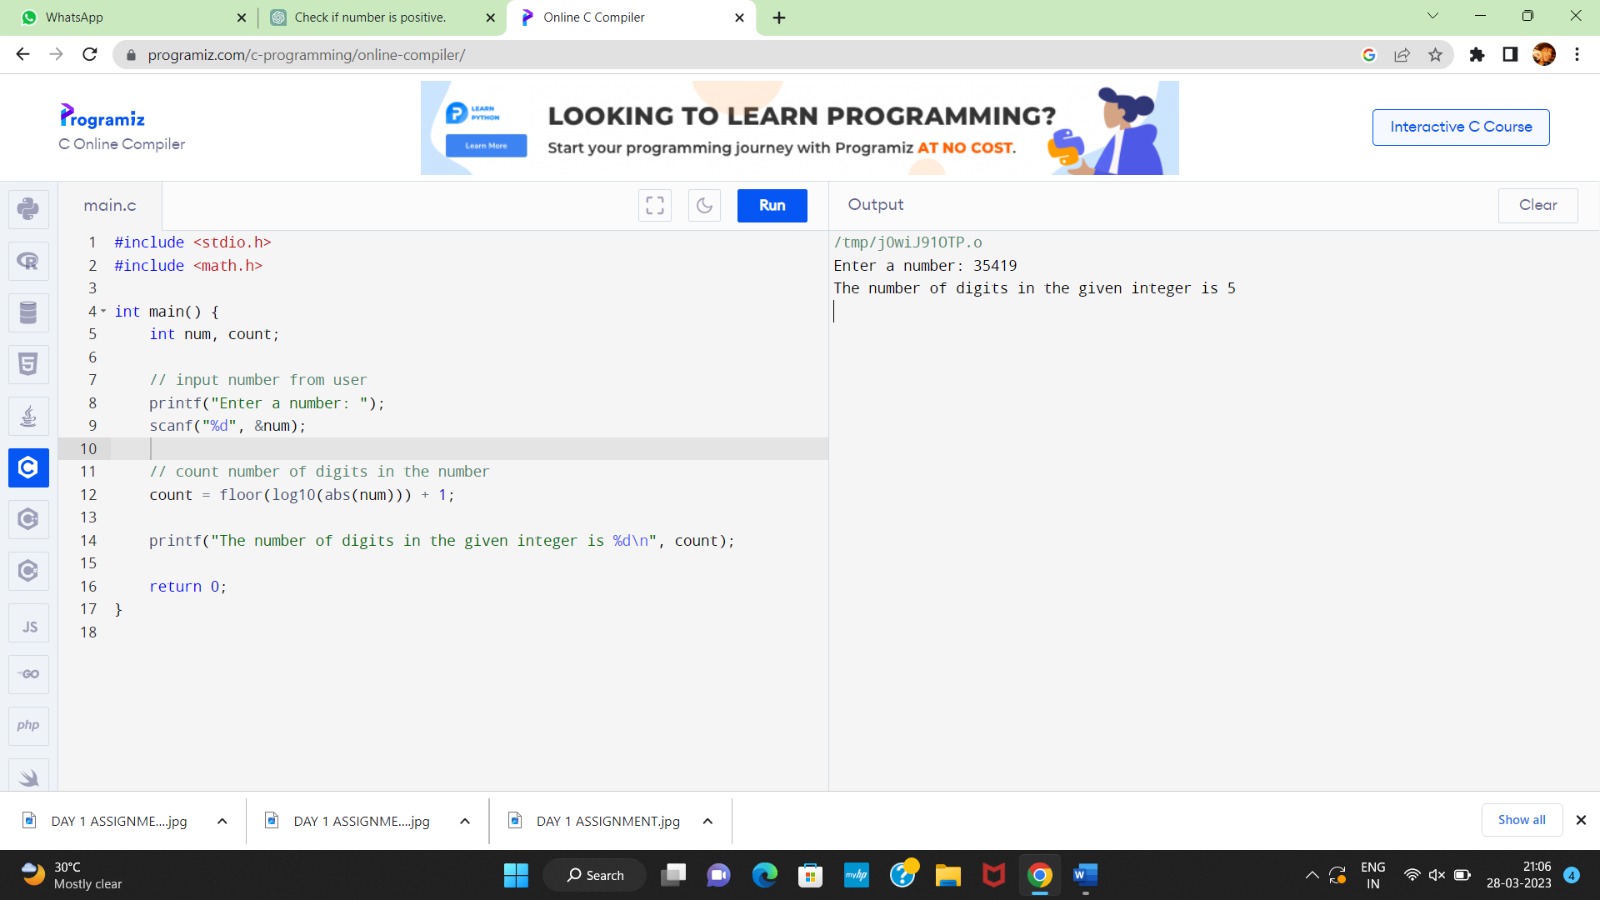 WhatsApp
Check if number is positive.
Online C Compiler
programiz.com/c-programming/online-compiler/
Programiz
C Online Compiler
LEARN
PYTHON
Learn More
LOOKING TO LEARN PROGRAMMING?
Start your programming journey with Programiz AT NO COST.
Interactive C Course
main.c
Run
Output
Clear
1 #include <stdio.h>
2 #include <math.h>
3
4 int main() {
5 int num, count;
6
7 // input number from user
8 printf("Enter a number: ");
9 scanf("%d", &num);
10
11 // count number of digits in the number
12 count = floor(log10(abs(num))) + 1;
13
14 printf("The number of digits in the given integer is %d\n", count);
15
16 return 0;
17 }
18
/tmp/j0wiJ91OTP.o
Enter a number: 35419
The number of digits in the given integer is 5
JS
GO
php
DAY 1 ASSIGNME....jpg
DAY 1 ASSIGNME....jpg
DAY 1 ASSIGNMENT.jpg
Show all
30°C
Mostly clear
Search
myhp
ENG
IN
21:06
28-03-2023
4